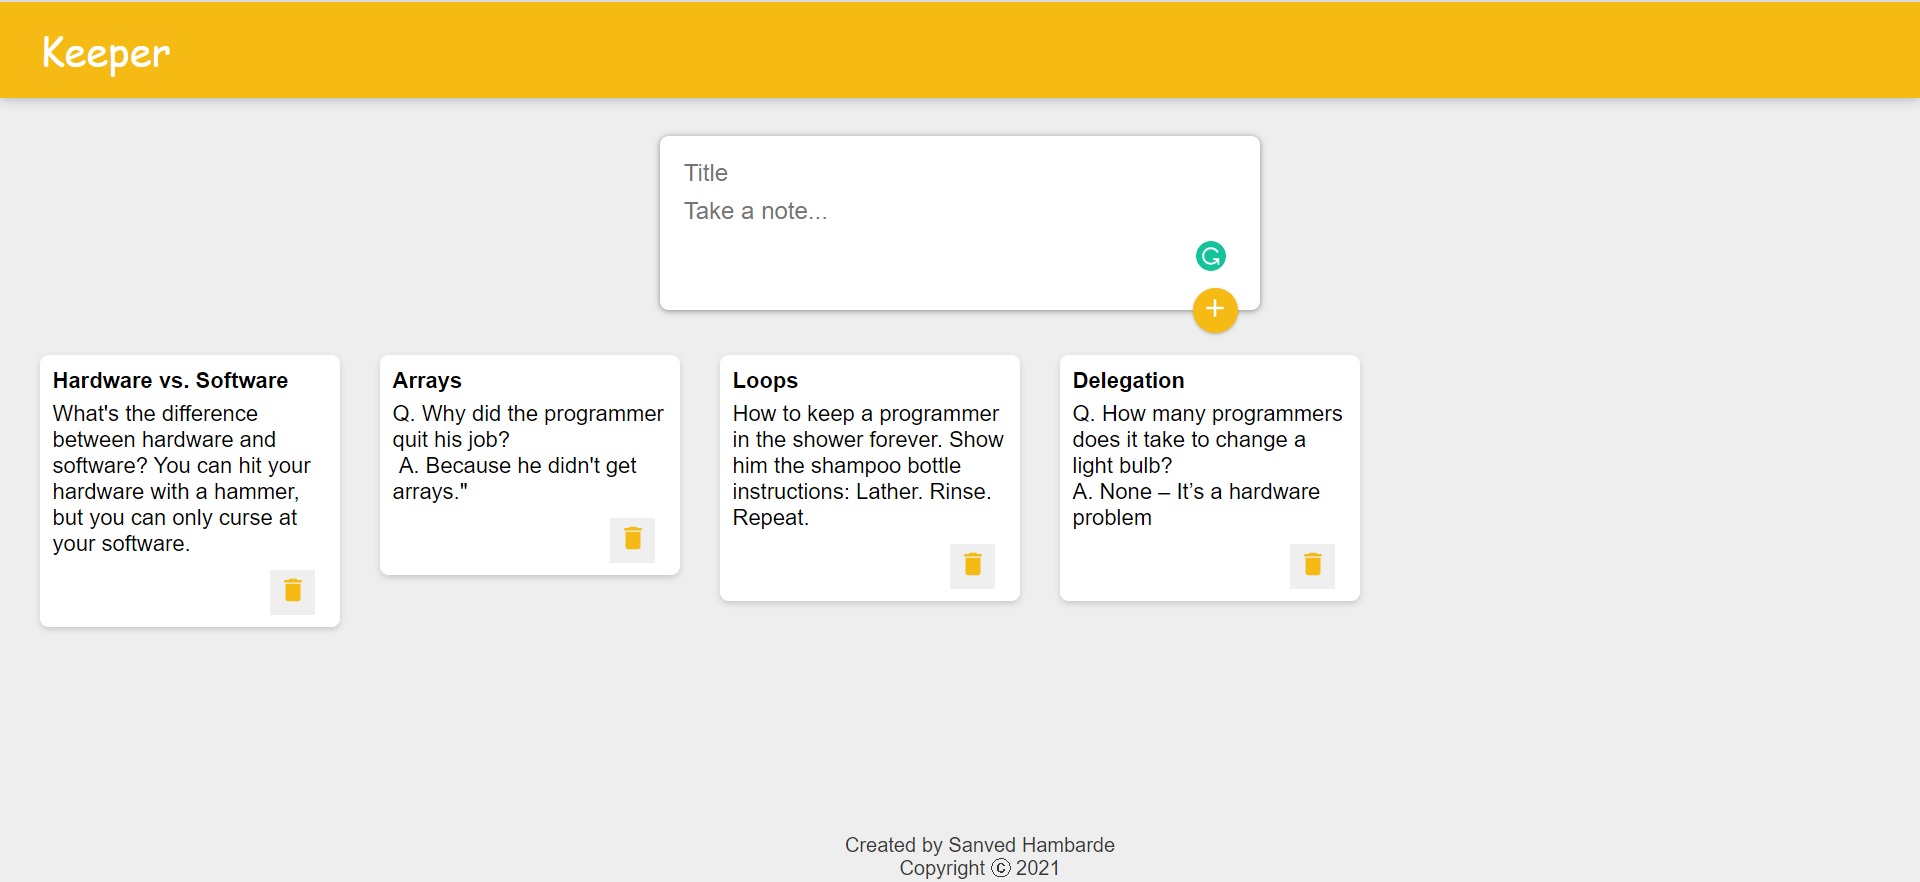 Keeper
Title
Take a note...
Hardware vs. Software
What's the difference
between hardware and
software? You can hit your
hardware with a hammer,
but you can only curse at
your software.
Arrays
Q. Why did the programmer
quit his job?
A. Because he didn't get
arrays."
Loops
How to keep a programmer
in the shower forever. Show
him the shampoo bottle
instructions: Lather. Rinse.
Repeat.
Delegation
Q. How many programmers
does it take to change a
light bulb?
A. None – It’s a hardware
problem
Created by Sanved Hambarde
Copyright ⓒ 2021